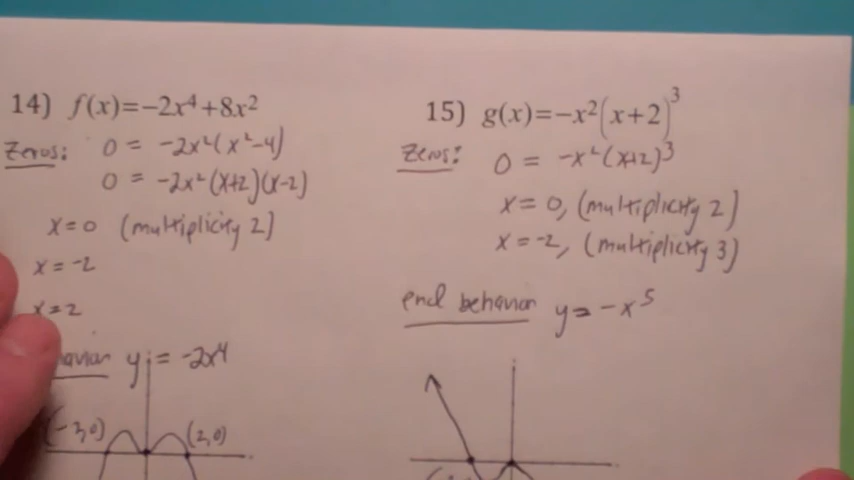 14) f(x)=-2x⁴+8x²
Zeros: 0 = -2x²(x²-4)
0 = -2x²(x+2)(x-2)
x=0 (multiplicity 2)
x=-2
x=2
y = -2x⁴
(2,0)
15) g(x)=-x²(x+2)³
Zeros: 0 = -x²(x+2)³
x=0, (multiplicity 2)
x=-2, (multiplicity 3)
end behavior y=-x⁵